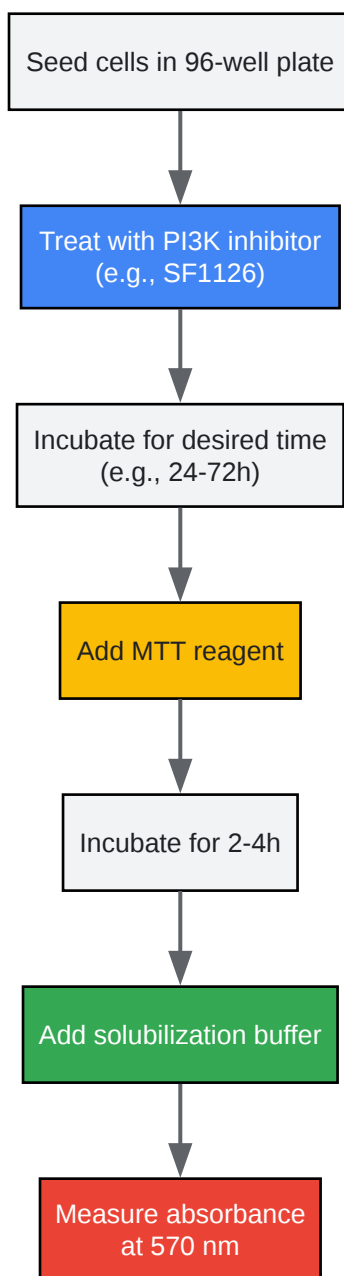 Seed cells in 96-well plate
Treat with PI3K inhibitor
(e.g., SF1126)
Incubate for desired time
(e.g., 24-72h)
Add MTT reagent
Incubate for 2-4h
Add solubilization buffer
Measure absorbance
at 570 nm